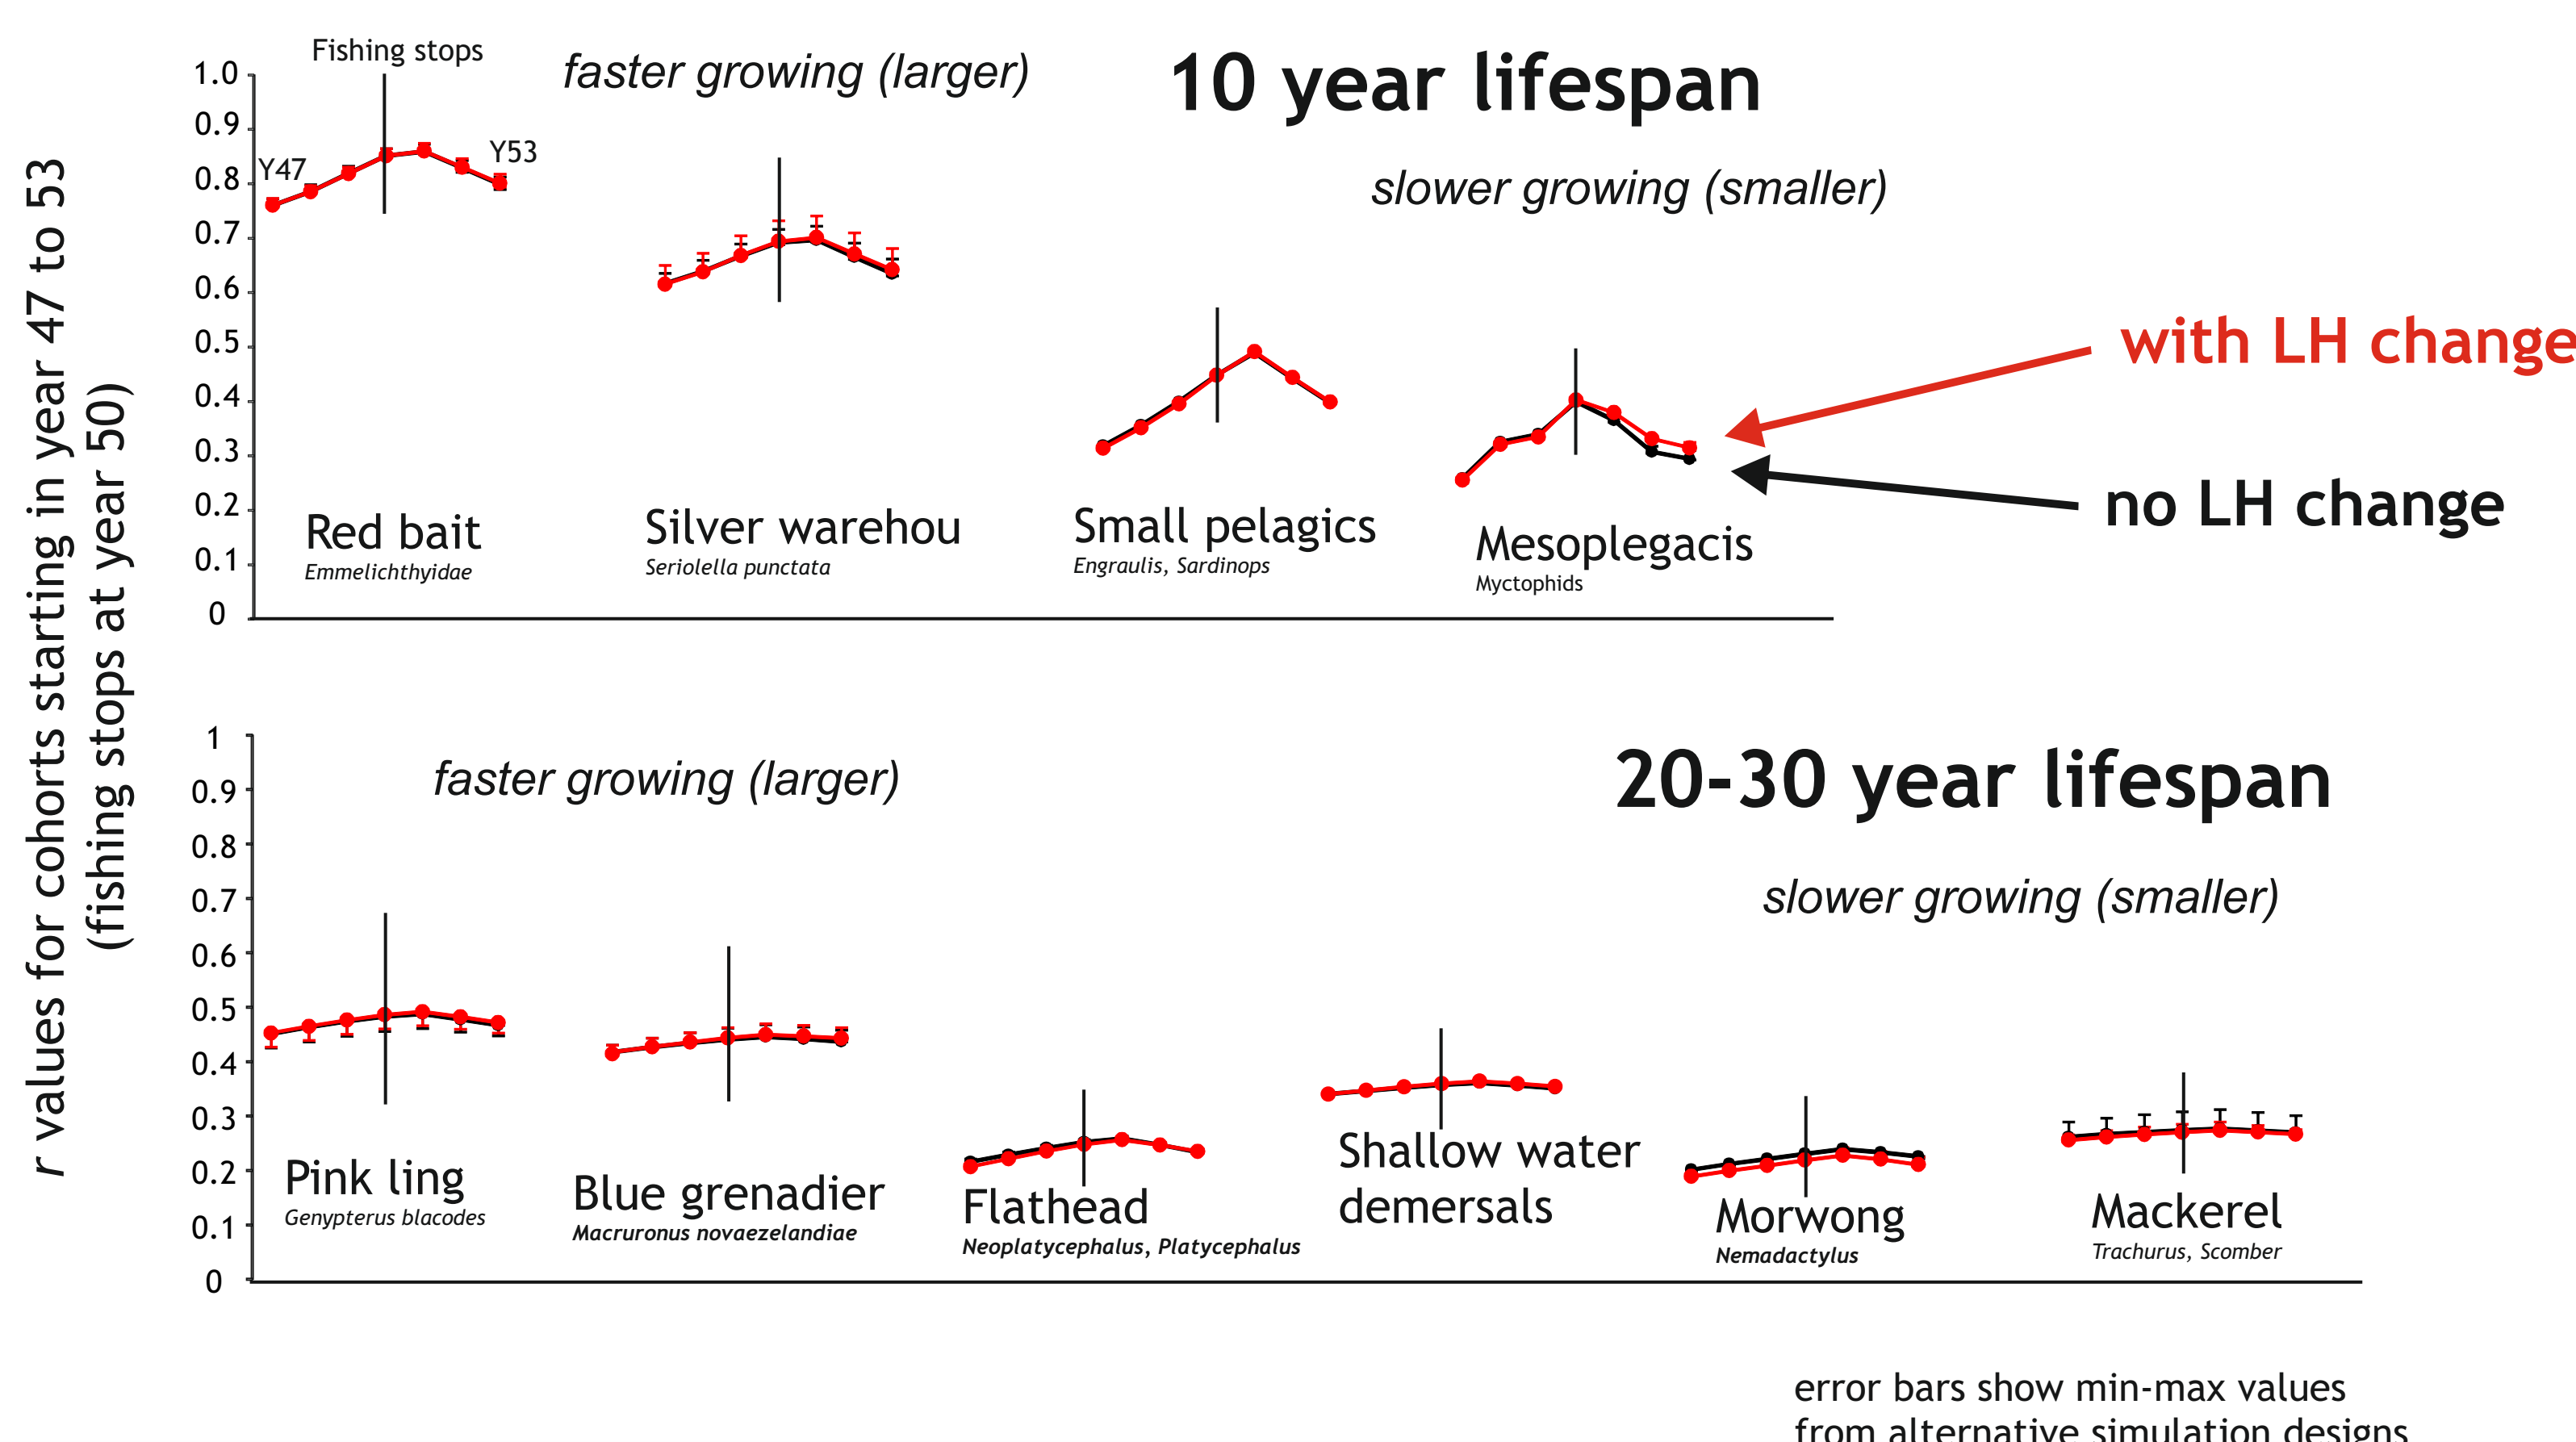 Fishing stops
faster growing (larger)
10 year lifespan
slower growing (smaller)
1.0
0.9
0.8
0.7
0.6
0.5
0.4
0.3
0.2
0.1
0
Y47
Y53
with LH change
no LH change
Red bait
Emmelichthyidae
Silver warehou
Seriolella punctata
Small pelagics
Engraulis, Sardinops
Mesoplegacis
Myctophids
r values for cohorts starting in year 47 to 53
(fishing stops at year 50)
faster growing (larger)
20-30 year lifespan
slower growing (smaller)
1
0.9
0.8
0.7
0.6
0.5
0.4
0.3
0.2
0.1
0
Pink ling
Genypterus blacodes
Blue grenadier
Macruronus novaezelandiae
Flathead
Neoplatycephalus, Platycephalus
Shallow water
demersals
Morwong
Nemadactylus
Mackerel
Trachurus, Scomber
error bars show min-max values
from alternative simulation designs